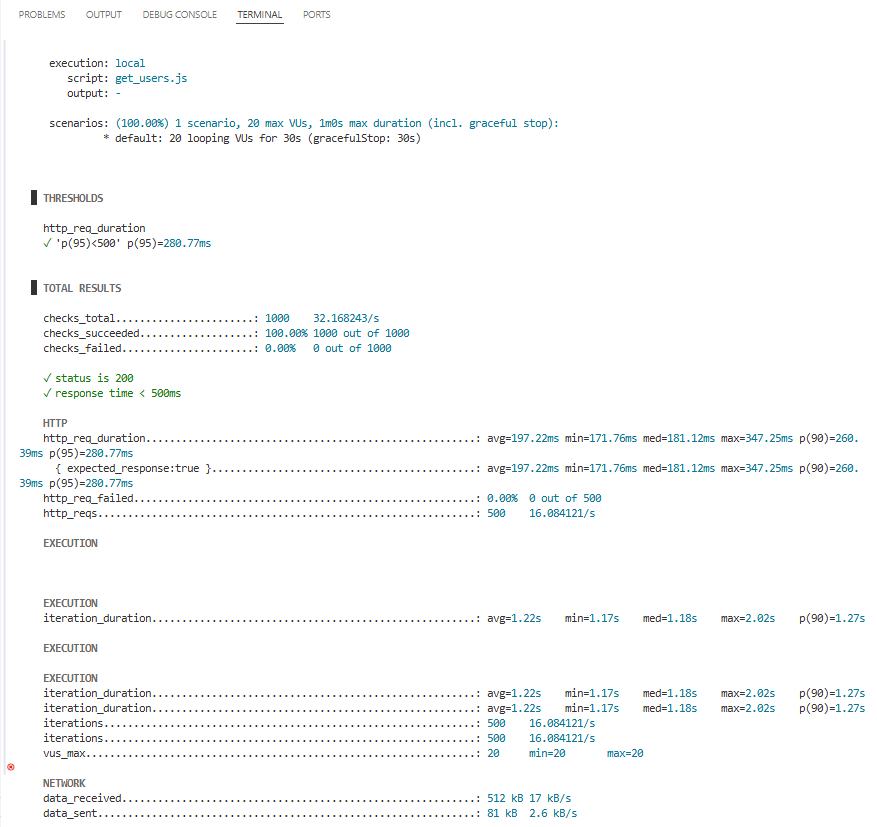 PROBLEMS OUTPUT DEBUG CONSOLE TERMINAL PORTS
execution: local
script: get_users.js
output: -
scenarios: (100.00%) 1 scenario, 20 max VUs, 1m0s max duration (incl. graceful stop):
* default: 20 looping VUs for 30s (gracefulStop: 30s)
THRESHOLDS
http_req_duration
✓ 'p(95)<500' p(95)=280.77ms
TOTAL RESULTS
checks_total.......................: 1000 32.168243/s
checks_succeeded...................: 100.00% 1000 out of 1000
checks_failed......................: 0.00% 0 out of 1000
✓ status is 200
✓ response time < 500ms
HTTP
http_req_duration.......................................................: avg=197.22ms min=171.76ms med=181.12ms max=347.25ms p(90)=260.
39ms p(95)=280.77ms
{ expected_response:true }............................................: avg=197.22ms min=171.76ms med=181.12ms max=347.25ms p(90)=260.
39ms p(95)=280.77ms
http_req_failed.........................................................: 0.00% 0 out of 500
http_reqs...............................................................: 500 16.084121/s
EXECUTION
EXECUTION
iteration_duration......................................................: avg=1.22s min=1.17s med=1.18s max=2.02s p(90)=1.27s
EXECUTION
EXECUTION
iteration_duration......................................................: avg=1.22s min=1.17s med=1.18s max=2.02s p(90)=1.27s
iteration_duration......................................................: avg=1.22s min=1.17s med=1.18s max=2.02s p(90)=1.27s
iterations..............................................................: 500 16.084121/s
iterations..............................................................: 500 16.084121/s
vus_max.................................................................: 20 min=20 max=20
NETWORK
data_received...........................................................: 512 kB 17 kB/s
data_sent...............................................................: 81 kB 2.6 kB/s